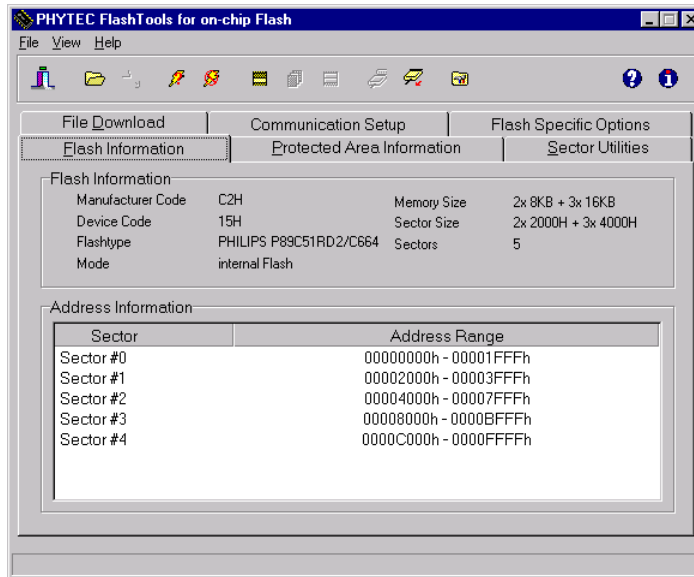 PHYTEC FlashTools for on-chip Flash
File View Help
File Download Communication Setup Flash Specific Options
Flash Information Protected Area Information Sector Utilities
Flash Information
Manufacturer Code C2H Memory Size 2x 8KB + 3x 16KB
Device Code 15H Sector Size 2x 2000H + 3x 4000H
Flashtype PHILIPS P89C51RD2/C664 Sectors 5
Mode internal Flash
Address Information
Sector Address Range
Sector #0 00000000h - 00001FFFh
Sector #1 00002000h - 00003FFFh
Sector #2 00004000h - 00007FFFh
Sector #3 00008000h - 0000BFFFh
Sector #4 0000C000h - 0000FFFFh